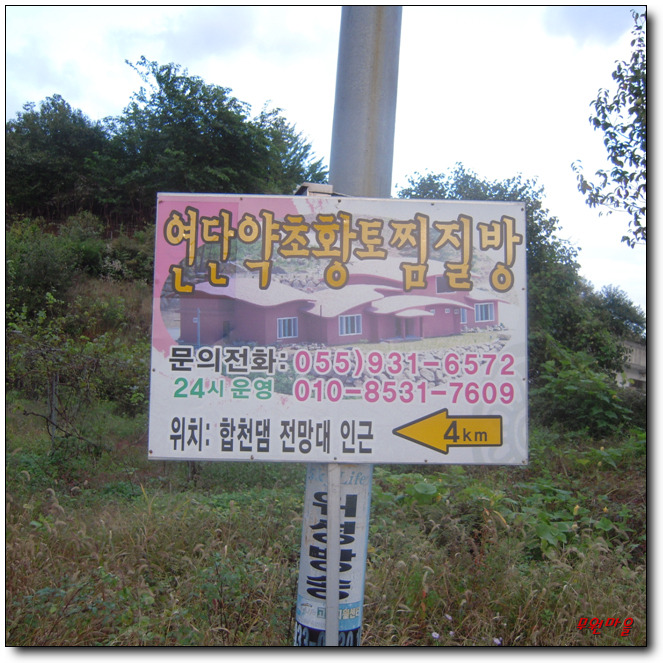 연단약초황토찜질방
문의전화: 055)931-6572
24시 운영 010-8531-7609
위치: 합천댐 전망대 인근
4km
Life